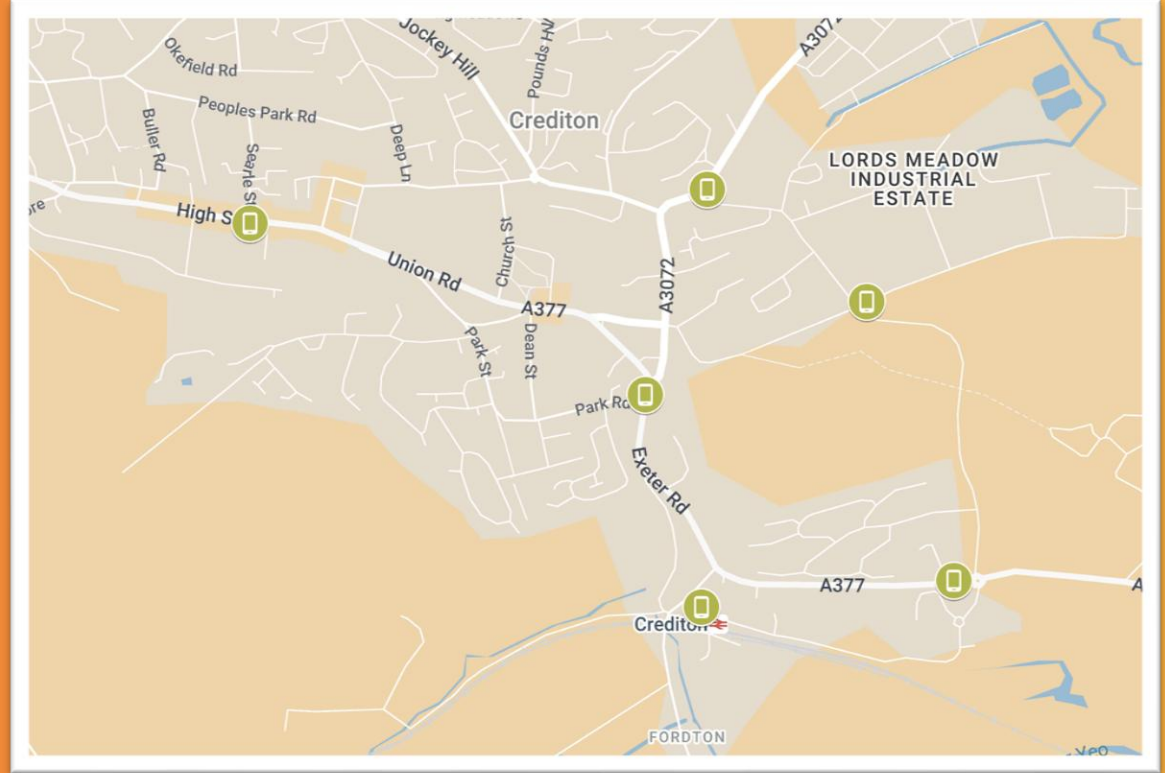 Jockey Hill
Pounds Hill
A3072
Okefield Rd
Peoples Park Rd
Crediton
Buller Rd
Searle St
Deep Ln
LORDS MEADOW
INDUSTRIAL
ESTATE
High S
Church St
Union Rd
A3072
A377
Park St
Dean St
Park Rd
Exeter Rd
A377
A
Crediton
FORDTON
Yeo